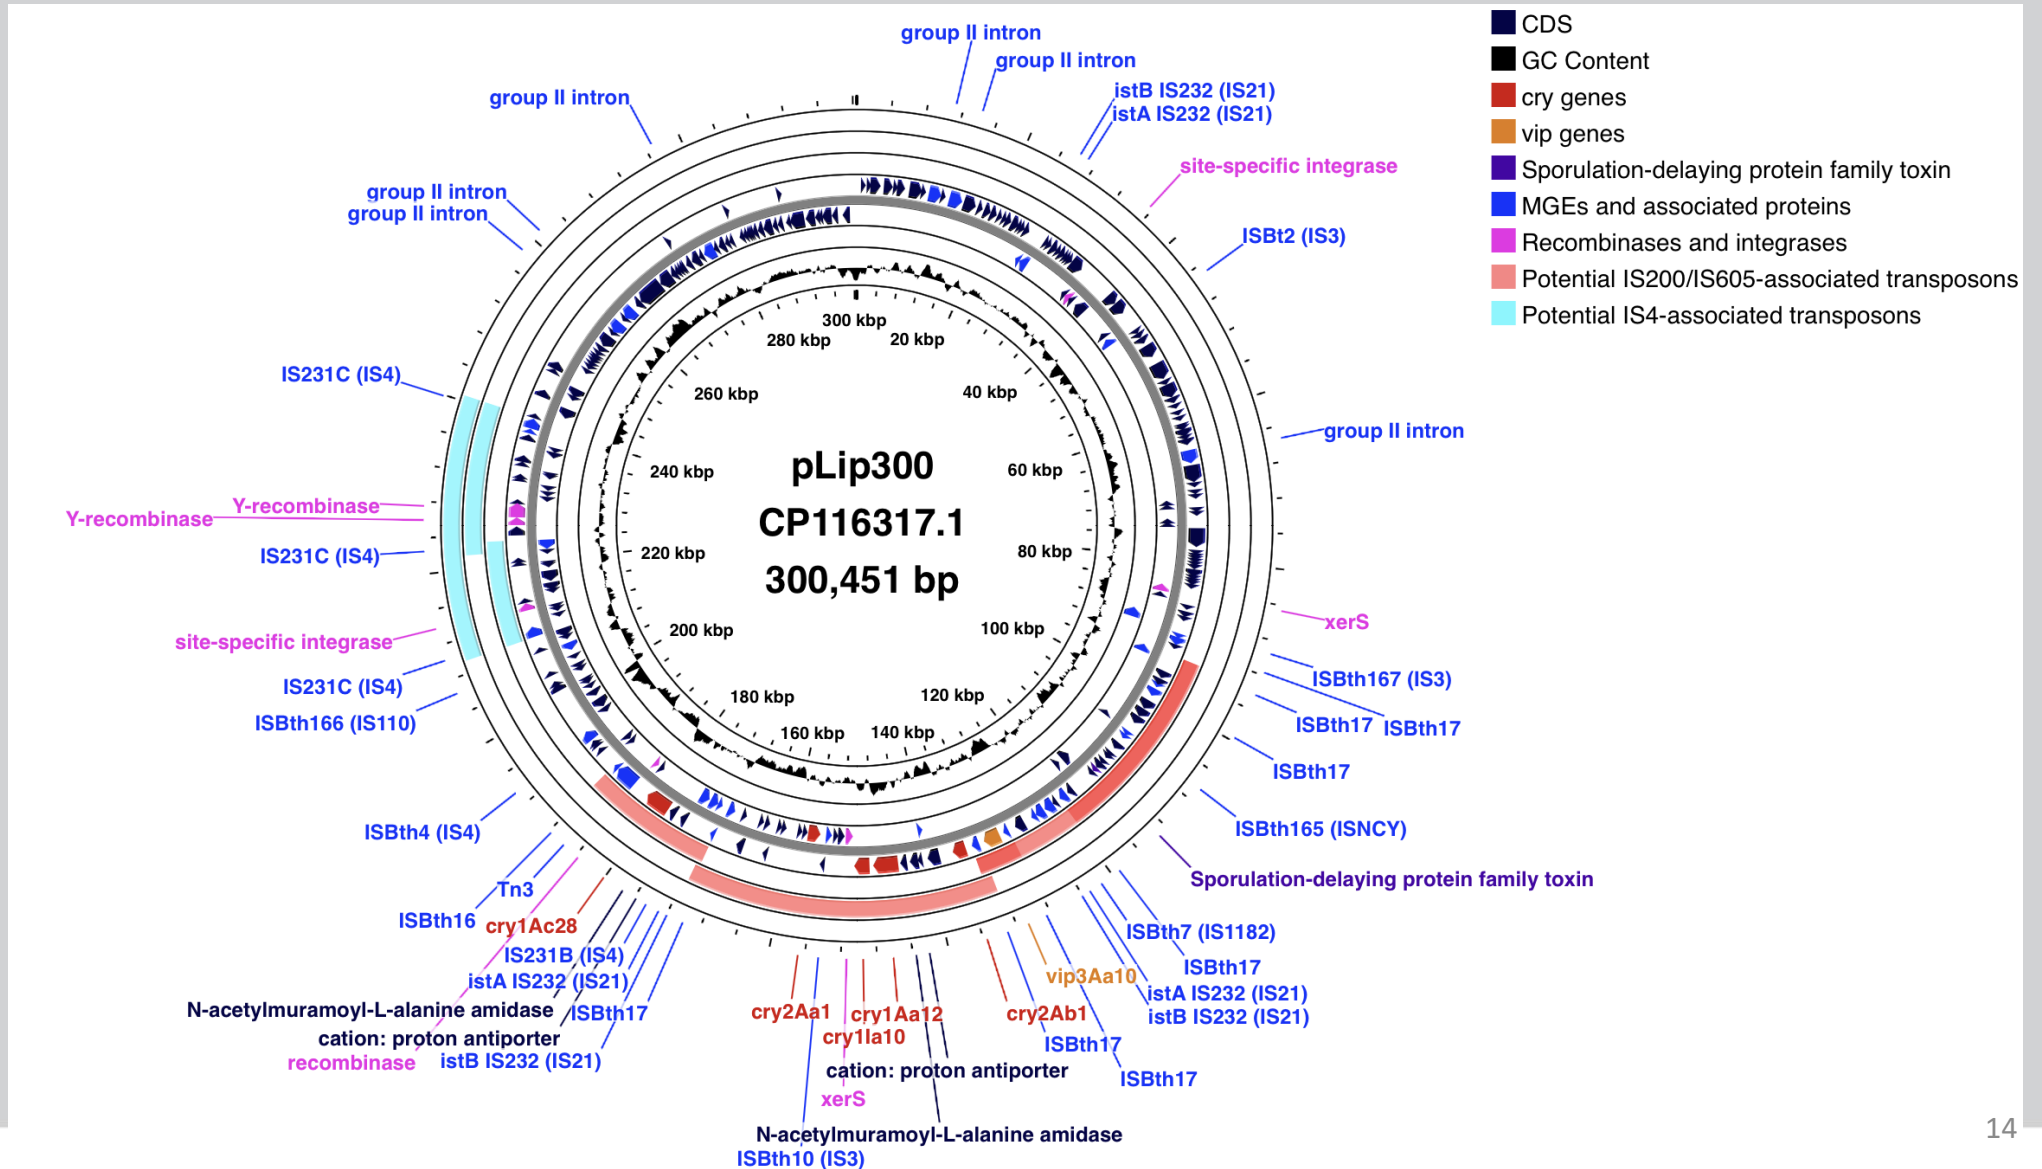 group II intron
group II intron
istB IS232 (IS21)
istA IS232 (IS21)
group II intron
site-specific integrase
group II intron
group II intron
ISBt2 (IS3)
IS231C (IS4)
group II intron
Y-recombinase
Y-recombinase
IS231C (IS4)
site-specific integrase
xerS
IS231C (IS4)
ISBth167 (IS3)
ISBth166 (IS110)
ISBth17
ISBth17
ISBth17
ISBth4 (IS4)
ISBth165 (ISNCY)
Sporulation-delaying protein family toxin
Tn3
ISBth16
cry1Ac28
IS231B (IS4)
istA IS232 (IS21)
N-acetylmuramoyl-L-alanine amidase
ISBth17
cation: proton antiporter
recombinase
istB IS232 (IS21)
cry2Aa1
cry1Aa12
cry1Ia10
cation: proton antiporter
xerS
N-acetylmuramoyl-L-alanine amidase
ISBth10 (IS3)
cry2Ab1
vip3Aa10
ISBth17
ISBth17
ISBth7 (IS1182)
ISBth17
istA IS232 (IS21)
istB IS232 (IS21)
300 kbp
20 kbp
40 kbp
60 kbp
80 kbp
100 kbp
120 kbp
140 kbp
160 kbp
180 kbp
200 kbp
220 kbp
240 kbp
260 kbp
280 kbp
pLip300
CP116317.1
300,451 bp
CDS
GC Content
cry genes
vip genes
Sporulation-delaying protein family toxin
MGEs and associated proteins
Recombinases and integrases
Potential IS200/IS605-associated transposons
Potential IS4-associated transposons
14